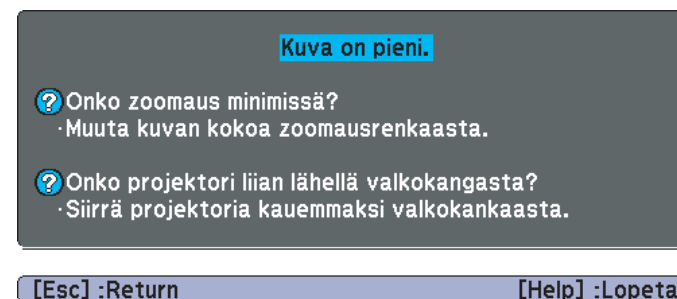 Kuva on pieni.
?Onko zoomaus minimissä?
·Muuta kuvan kokoa zoomausrenkaasta.
?Onko projektori liian lähellä valkokangasta?
·Siirrä projektoria kauemmaksi valkokankaasta.
[Esc] :Return [Help] :Lopeta